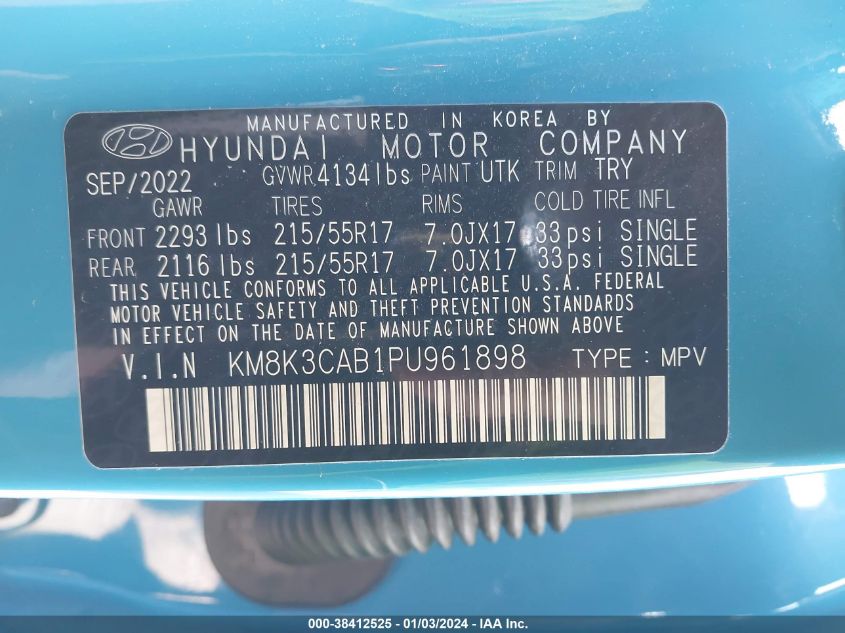 MANUFACTURED IN KOREA BY
HYUNDAI MOTOR COMPANY
SEP/2022 GVWR 4134 lbs PAINT UTK TRIM TRY
GAWR TIRES RIMS COLD TIRE INFL
FRONT 2293 lbs 215/55R17 7.0JX17 33psi SINGLE
REAR 2116 lbs 215/55R17 7.0JX17 33psi SINGLE
THIS VEHICLE CONFORMS TO ALL APPLICABLE U.S.A. FEDERAL
MOTOR VEHICLE SAFETY AND THEFT PREVENTION STANDARDS
IN EFFECT ON THE DATE OF MANUFACTURE SHOWN ABOVE
V.I.N KM8K3CAB1PU961898 TYPE : MPV
000-38412525 - 01/03/2024 - IAA Inc.